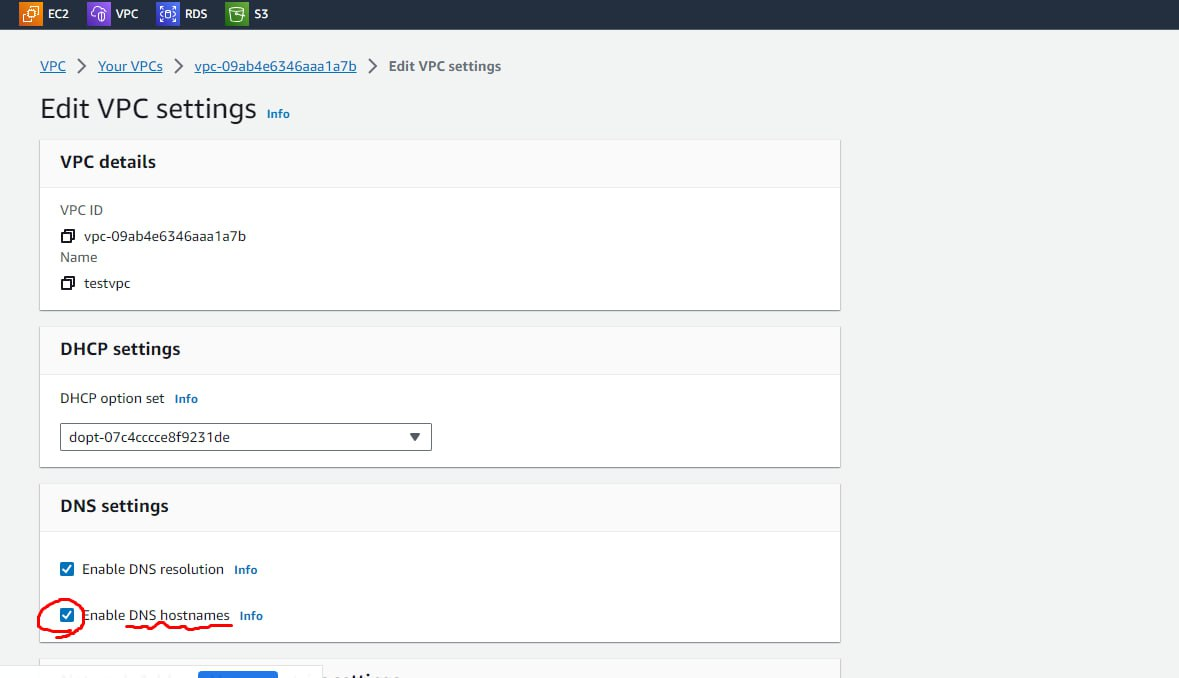 EC2 VPC RDS S3
VPC > Your VPCs > vpc-09ab4e6346aaa1a7b > Edit VPC settings
Edit VPC settings Info
VPC details
VPC ID
vpc-09ab4e6346aaa1a7b
Name
testvpc
DHCP settings
DHCP option set Info
dopt-07c4cccce8f9231de
DNS settings
Enable DNS resolution Info
Enable DNS hostnames Info